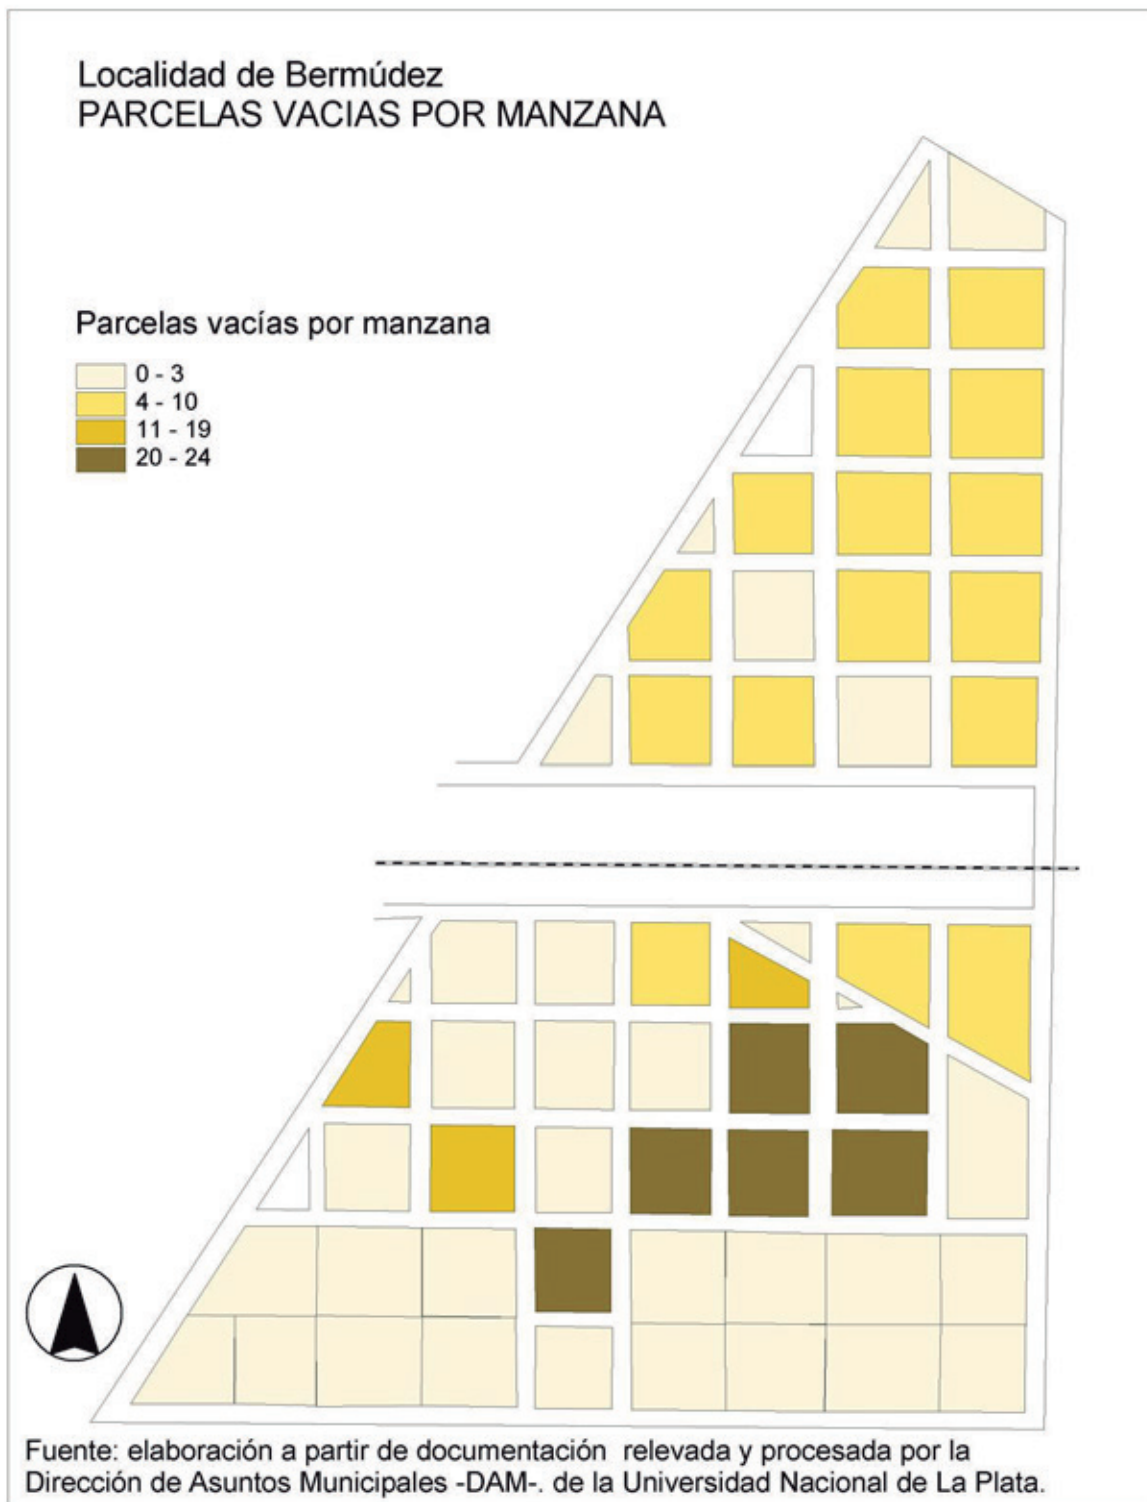 Localidad de Bermúdez
PARCELAS VACIAS POR MANZANA
Parcelas vacías por manzana
0 - 3
4 - 10
11 - 19
20 - 24
Fuente: elaboración a partir de documentación relevada y procesada por la
Dirección de Asuntos Municipales -DAM-. de la Universidad Nacional de La Plata.